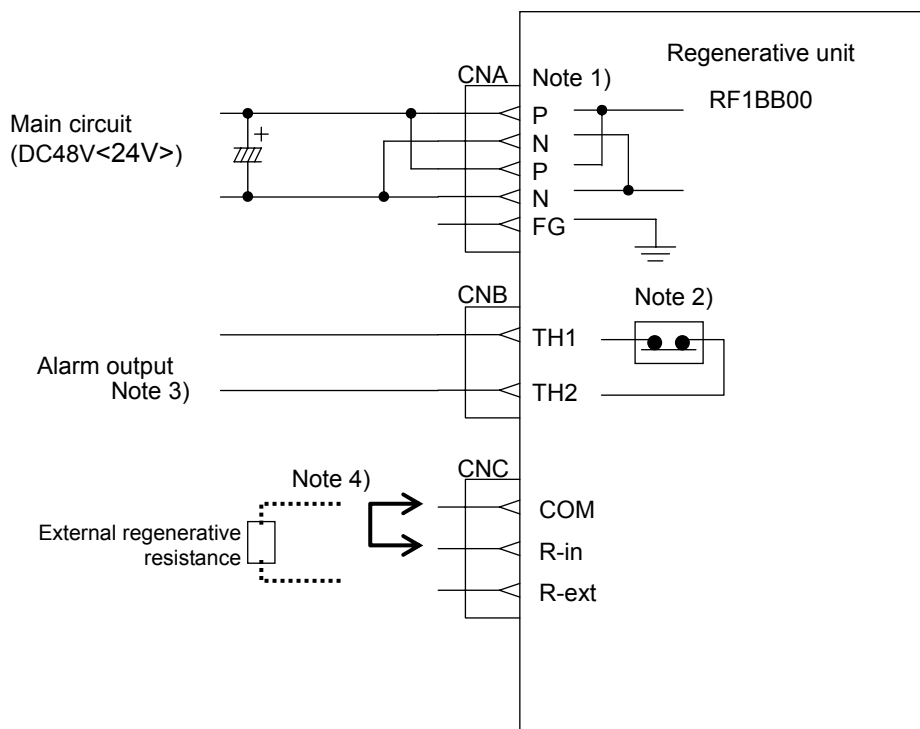 Regenerative unit
RF1BB00
CNA
Note 1)
Main circuit
(DC48V<24V>)
+
P
N
P
N
FG
CNB
Note 2)
TH1
TH2
Alarm output
Note 3)
CNC
Note 4)
COM
R-in
R-ext
External regenerative
resistance